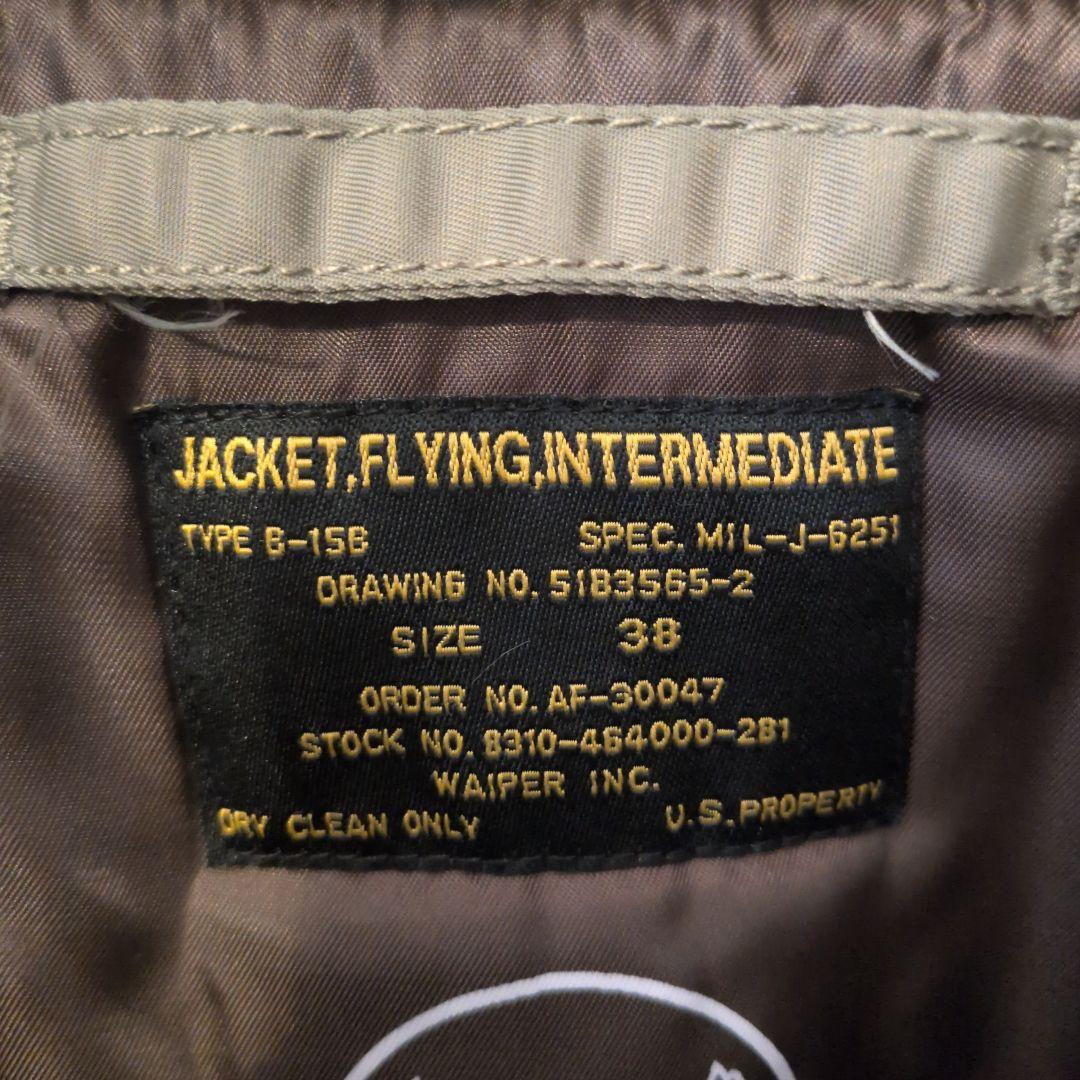 JACKET,FLYING,INTERMEDIATE
TYPE B-15B SPEC. MIL-J-6251
DRAWING NO. 51B3565-2
SIZE 38
ORDER NO. AF-30047
STOCK NO. 8310-464000-281
WAIPER INC.
DRY CLEAN ONLY U.S. PROPERTY